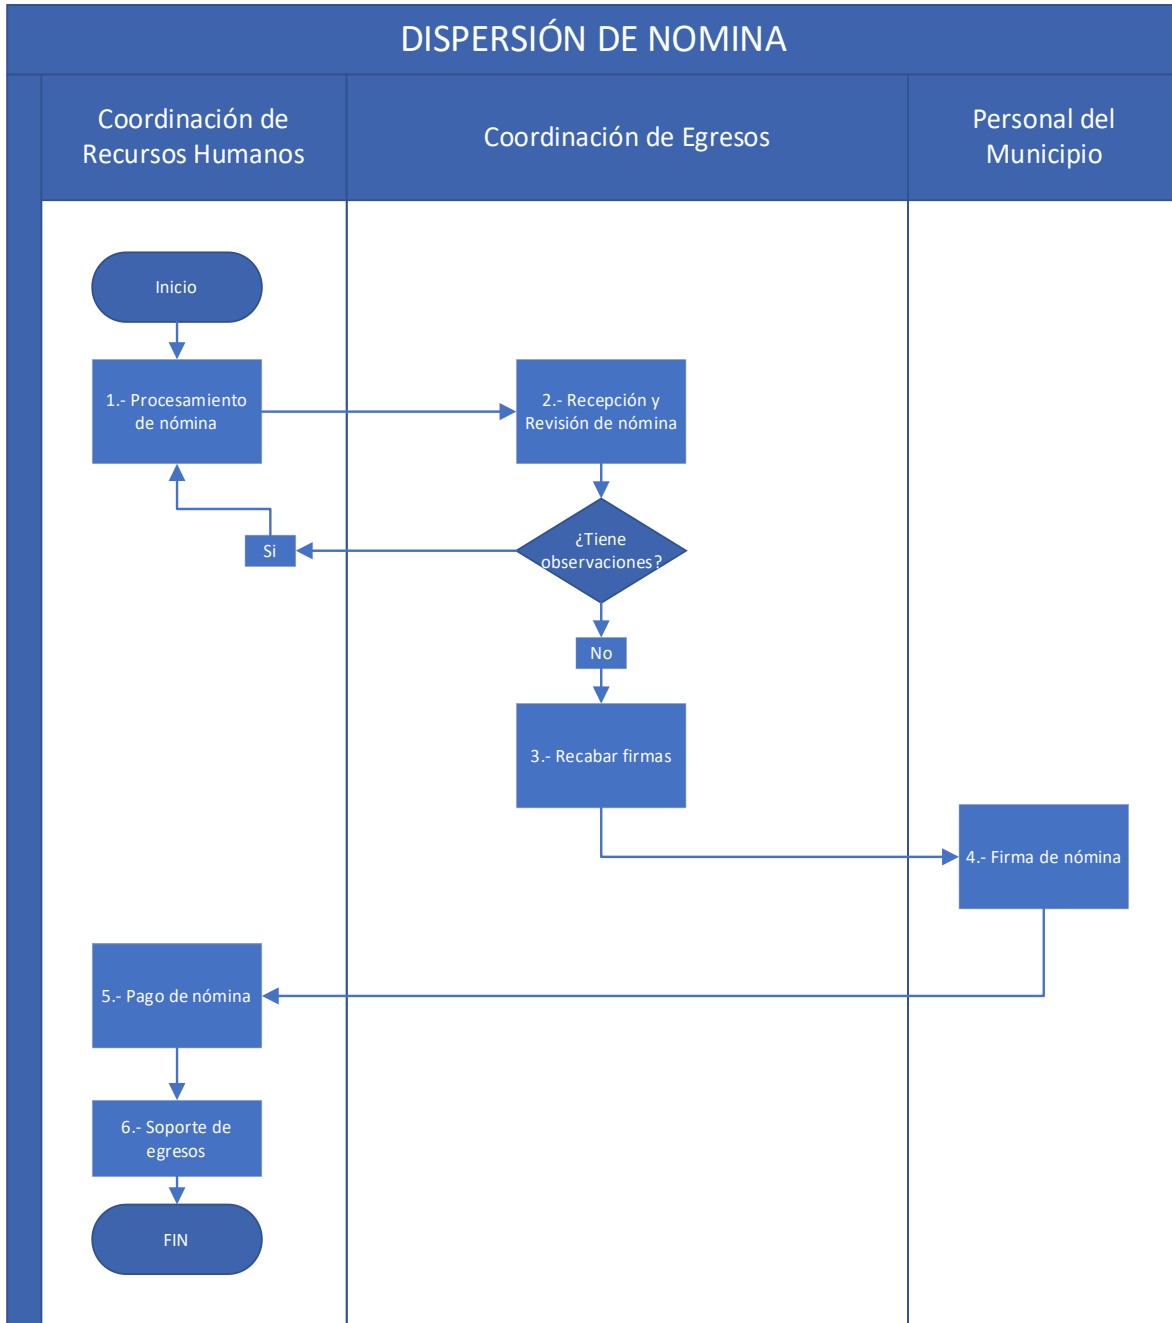 DISPERSIÓN DE NOMINA
Coordinación de
Recursos Humanos
Coordinación de Egresos
Personal del
Municipio
Inicio
1.- Procesamiento
de nómina
2.- Recepción y
Revisión de nómina
¿Tiene
observaciones?
Si
No
3.- Recabar firmas
4.- Firma de nómina
5.- Pago de nómina
6.- Soporte de
egresos
FIN